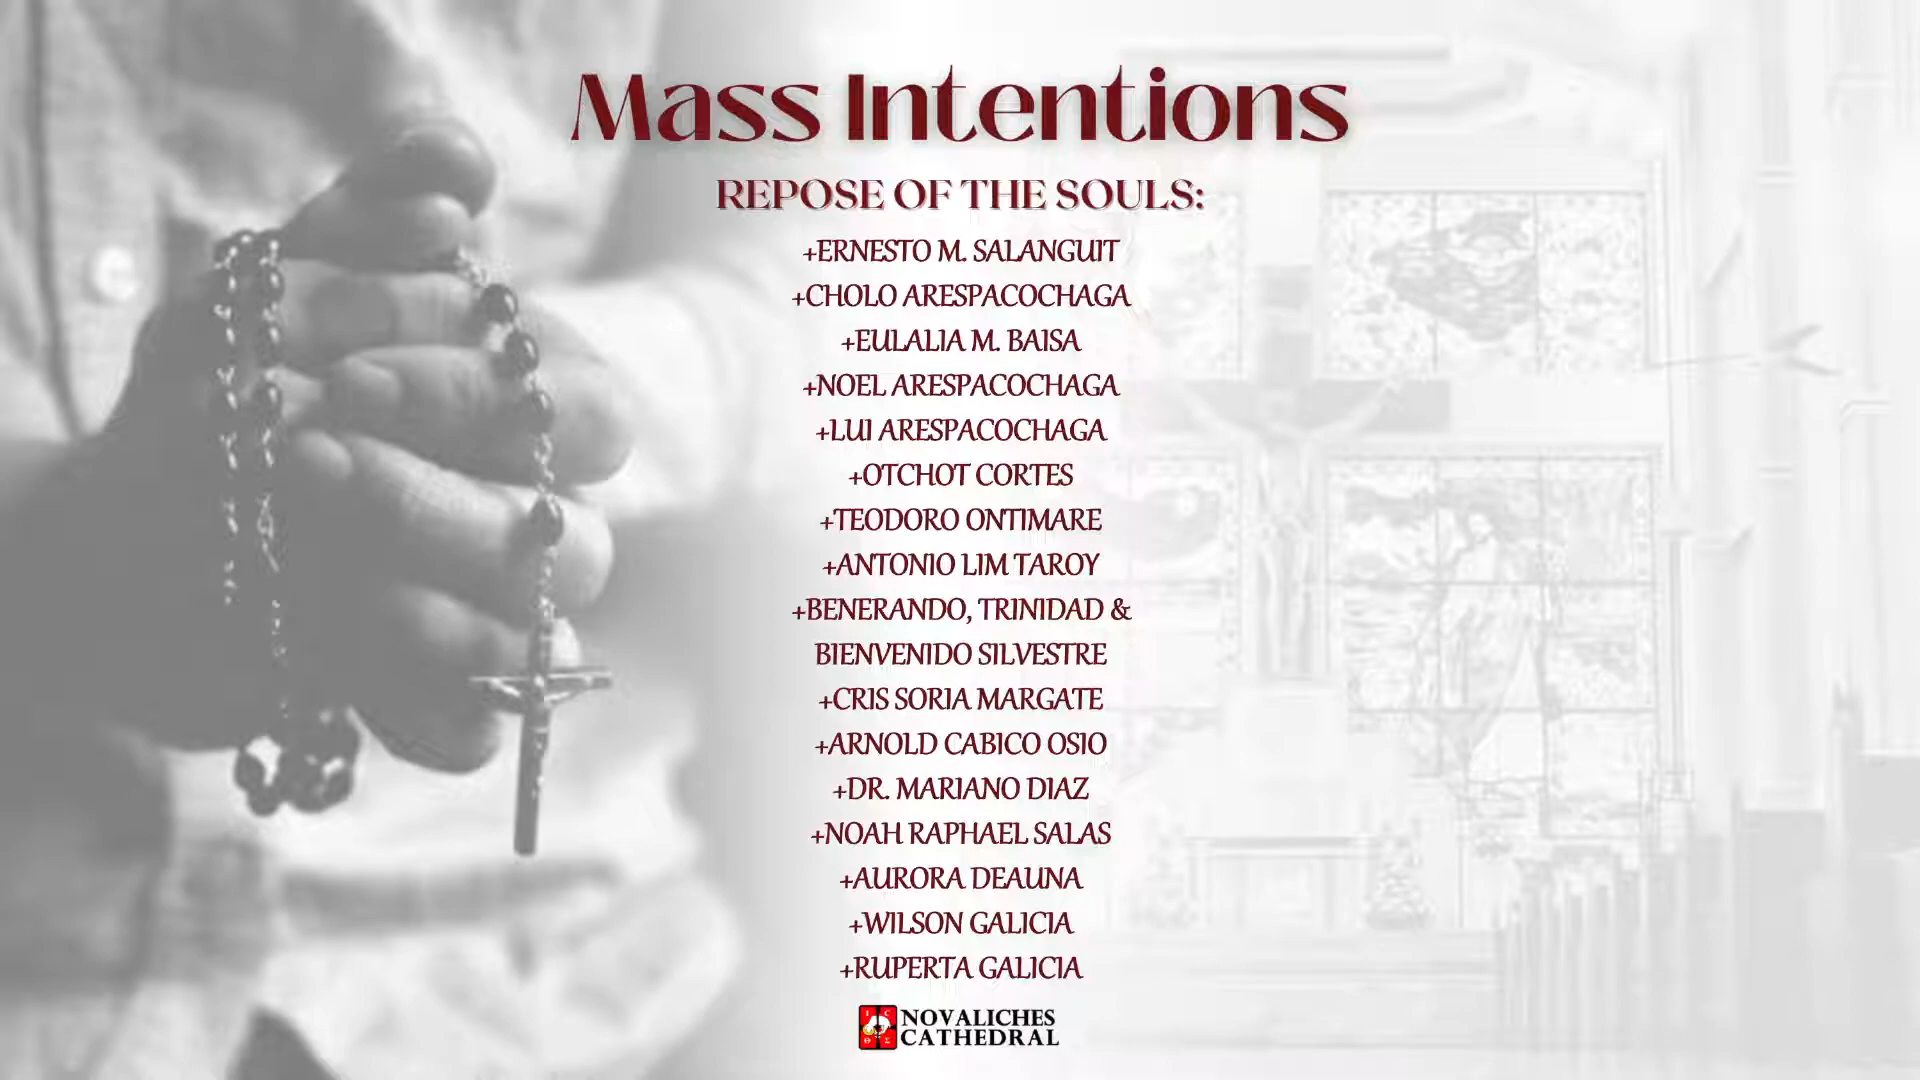 Mass Intentions
REPOSE OF THE SOULS:
+ERNESTO M. SALANGUIT
+CHOLO ARESPACOCHAGA
+EULALIA M. BAISA
+NOEL ARESPACOCHAGA
+LUI ARESPACOCHAGA
+OTCHOT CORTES
+TEODORO ONTIMARE
+ANTONIO LIM TAROY
+BENERANDO, TRINIDAD &
BIENVENIDO SILVESTRE
+CRIS SORIA MARGATE
+ARNOLD CABICO OSIO
+DR. MARIANO DIAZ
+NOAH RAPHAEL SALAS
+AURORA DEAUNA
+WILSON GALICIA
+RUPERTA GALICIA
NOVALICHES
CATHEDRAL